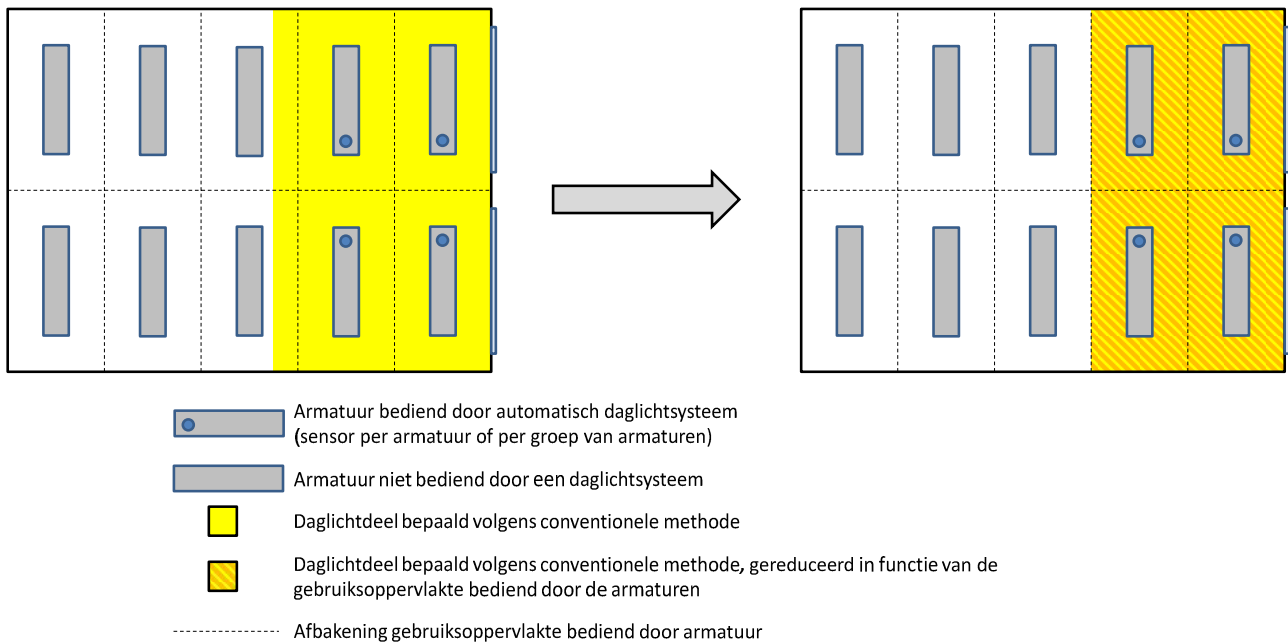 Armatuur bediend door automatisch daglichtsysteem
(sensor per armatuur of per groep van armaturen)
Armatuur niet bediend door een daglichtsysteem
Daglichtdeel bepaald volgens conventionele methode
Daglichtdeel bepaald volgens conventionele methode, gereduceerd in functie van de
gebruiksoppervlakte bediend door de armaturen
Afbakening gebruiksoppervlakte bediend door armatuur